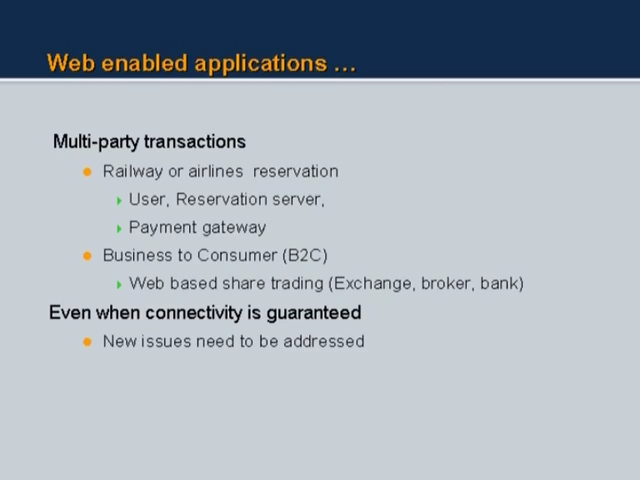 Web enabled applications ...
Multi-party transactions
Railway or airlines reservation
User, Reservation server,
Payment gateway
Business to Consumer (B2C)
Web based share trading (Exchange, broker, bank)
Even when connectivity is guaranteed
New issues need to be addressed